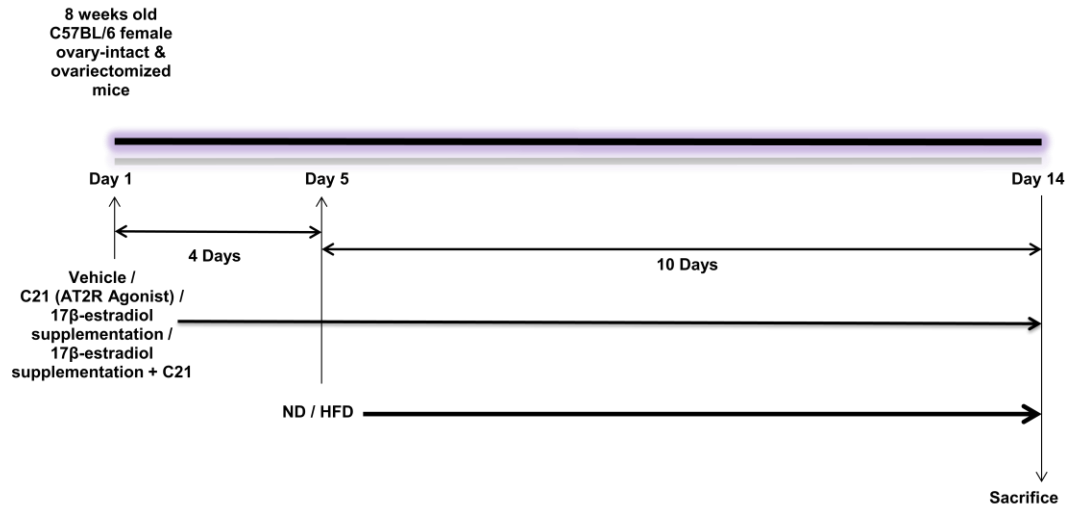 8 weeks old
C57BL/6 female
ovary-intact &
ovariectomized
mice
Day 1
Day 5
Day 14
4 Days
10 Days
Vehicle /
C21 (AT2R Agonist) /
17β-estradiol
supplementation /
17β-estradiol
supplementation + C21
ND / HFD
Sacrifice